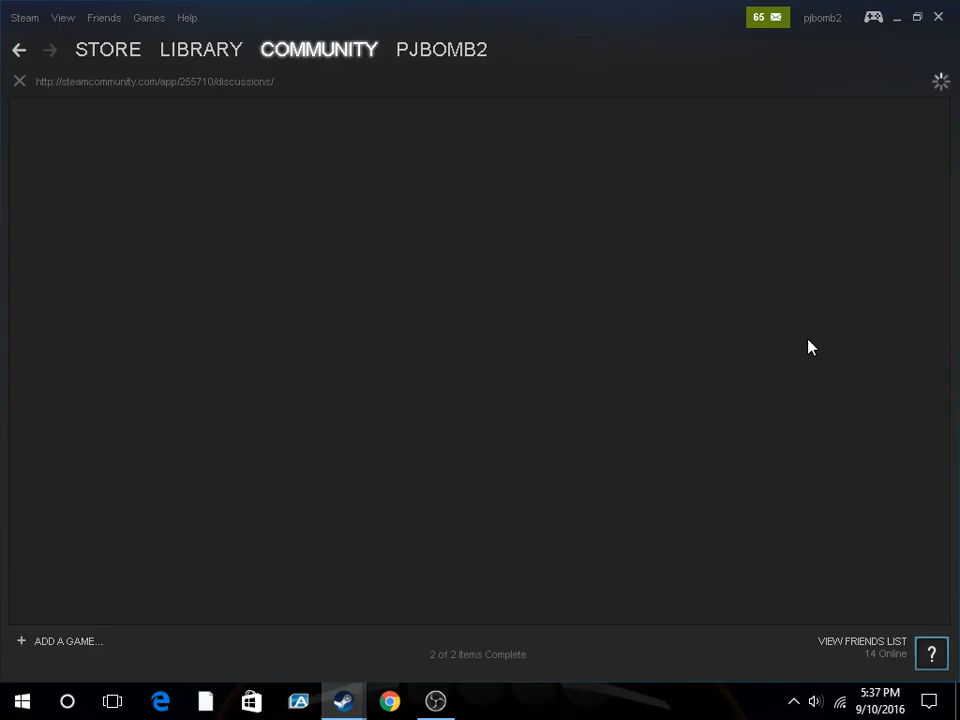 Steam View Friends Games Help
65 pjbomb2
STORE LIBRARY COMMUNITY PJBOMB2
http://steamcommunity.com/app/255710/discussions/
+ ADD A GAME...
VIEW FRIENDS LIST
14 Online
2 of 2 Items Complete
?
5:37 PM
9/10/2016